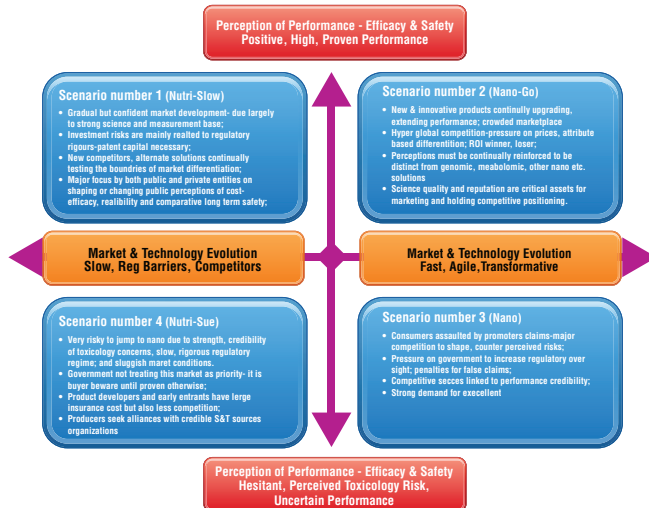 Perception of Performance - Efficacy & Safety
Positive, High, Proven Performance
Scenario number 1 (Nutri-Slow)
• Gradual but confident market development- due largely
to strong science and measurement base;
• Investment risks are mainly realted to regulatory
rigours-patent capital necessary;
• New competitors, alternate solutions continually
testing the boundries of market differentiation;
• Major focus by both public and private entities on
shaping or changing public perceptions of cost-
efficacy, realibility and comparative long term safety;
Scenario number 2 (Nano-Go)
• New & innovative products continully upgrading,
extending performance; crowded marketplace
• Hyper global competition-pressure on prices, attribute
based differention; ROI winner, loser;
• Perceptions must be continually reinforced to be
distinct from genomic, meabolomic, other nano etc.
solutions
• Science quality and reputation are critical assets for
marketing and holding competitive positioning.
Market & Technology Evolution
Slow, Reg Barriers, Competitors
Market & Technology Evolution
Fast, Agile,Transformative
Scenario number 4 (Nutri-Sue)
• Very risky to jump to nano due to strength, credibility
of toxicology concerns, slow, rigorous regulatory
regime; and sluggish maret conditions.
• Government not treating this market as priority- it is
buyer beware until proven otherwise;
• Product developers and early entrants have lerge
insurance cost but also less competition;
• Producers seek alliances with credible S&T sources
organizations
Scenario number 3 (Nano)
• Consumers assaulted by promoters claims-major
competition to shape, counter perceived risks;
• Pressure on government to increase regulatory over
sight; penalties for false claims;
• Competitive secces linked to performance credibility;
• Strong demand for execellent
Perception of Performance - Efficacy & Safety
Hesitant, Perceived Toxicology Risk,
Uncertain Performance